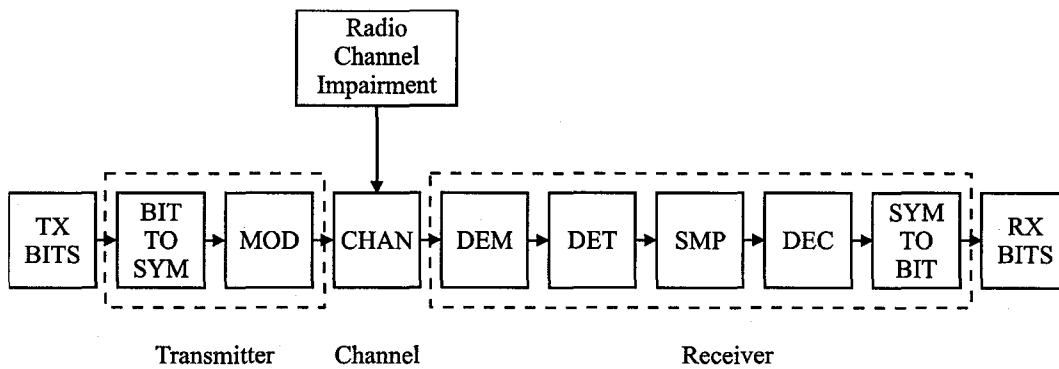 Radio
Channel
Impairment
TX
BITS
BIT
TO
SYM
MOD
CHAN
DEM
DET
SMP
DEC
SYM
TO
BIT
RX
BITS
Transmitter
Channel
Receiver